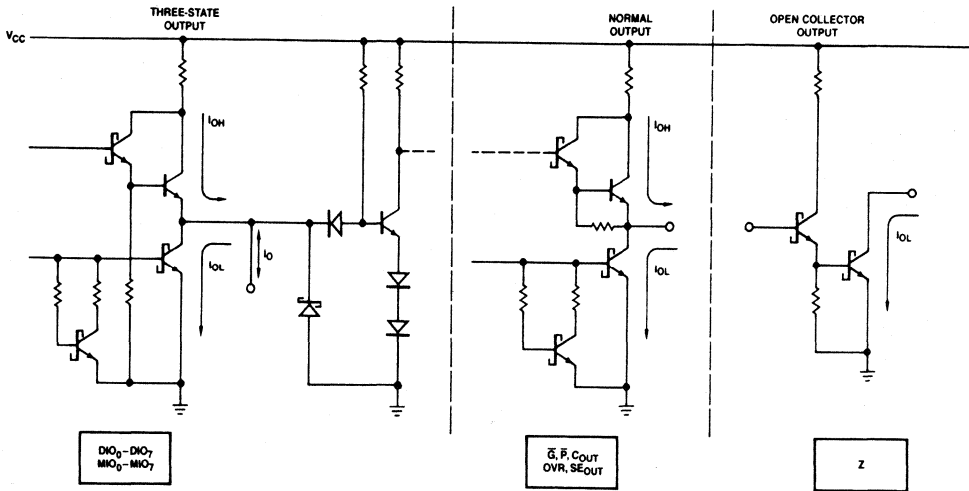 THREE-STATE
OUTPUT
NORMAL
OUTPUT
OPEN COLLECTOR
OUTPUT
VCC
IOH
IOH
IOL
IO
IOL
IOL
DIO0–DIO7
MIO0–MIO7
G̅, P̅, COUT
OVR, SEOUT
Z